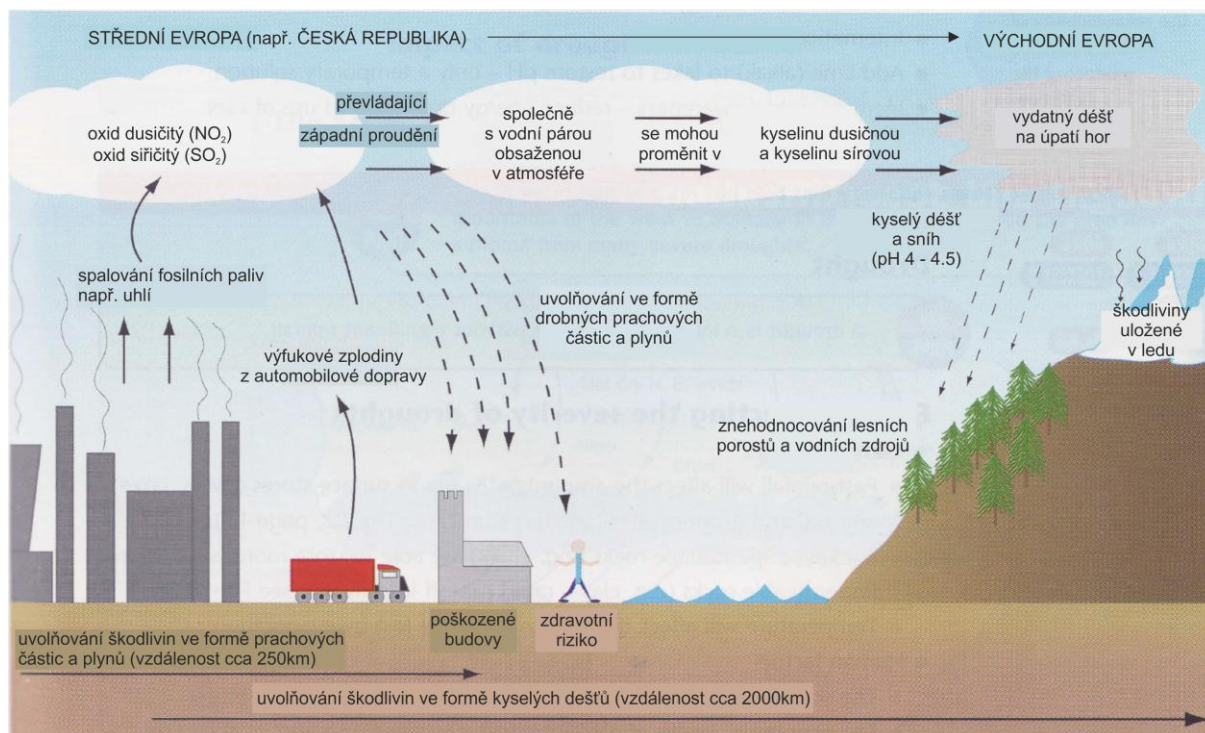 STŘEDNÍ EVROPA (např. ČESKÁ REPUBLIKA)
VÝCHODNÍ EVROPA
oxid dusičitý (NO₂)
oxid siřičitý (SO₂)
převládající
západní proudění
společně
s vodní párou
obsaženou
v atmosféře
se mohou
proměnit v
kyselinu dusičnou
a kyselinu sírovou
vydatný déšť
na úpatí hor
kyselý déšť
a sníh
(pH 4 - 4.5)
spalování fosilních paliv
např. uhlí
výfukové zplodiny
z automobilové dopravy
uvolňování ve formě
drobných prachových
částic a plynů
škodliviny
uložené
v ledu
znehodnocování lesních
porostů a vodních zdrojů
poškozené
budovy
zdravotní
riziko
uvolňování škodlivin ve formě prachových
částic a plynů (vzdálenost cca 250km)
uvolňování škodlivin ve formě kyselých dešťů (vzdálenost cca 2000km)